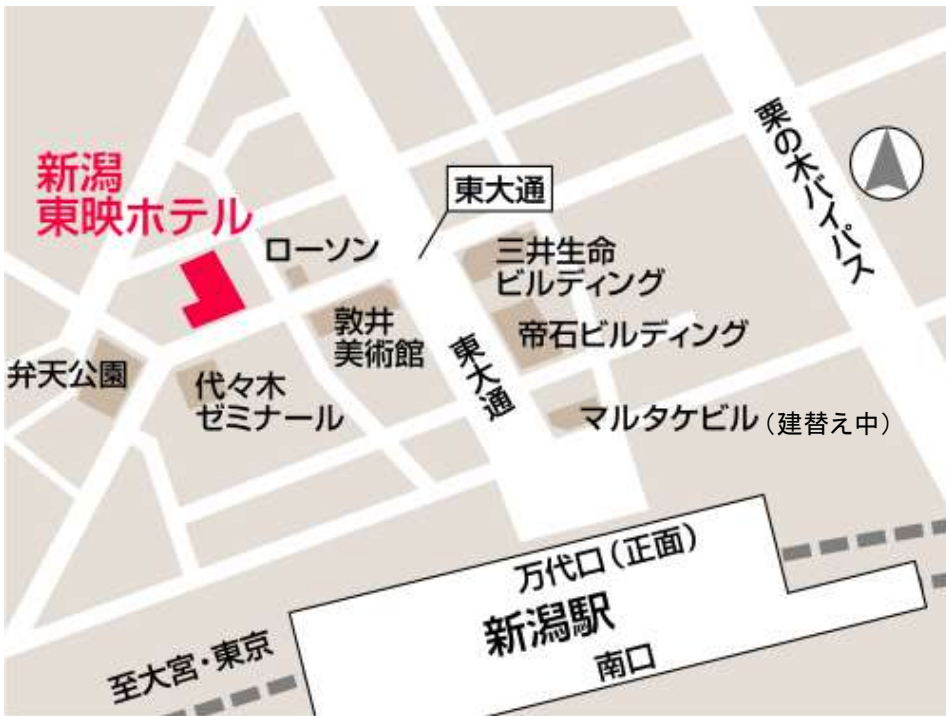 新潟
東映ホテル
ローソン
東大通
三井生命
ビルディング
栗の木バイパス
敦井
美術館
帝石ビルディング
東大通
弁天公園
代々木
ゼミナール
マルタケビル（建替え中）
万代口（正面）
新潟駅
南口
至大宮・東京